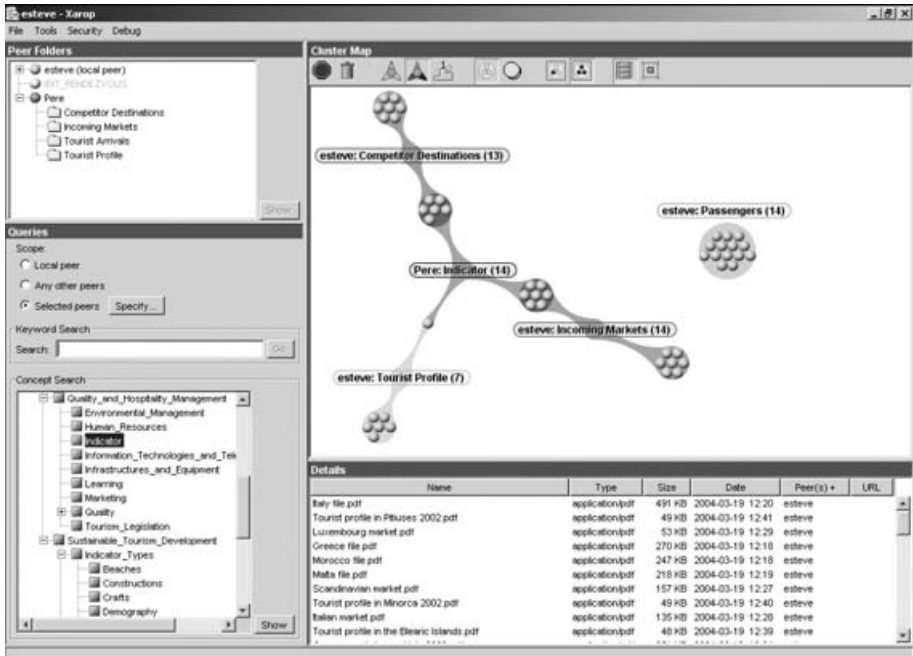 esteve - Xarop
File Tools Security Debug
Peer Folders
esteve (local peer)
INIT_RENDEZVOUS
Pere
Competitor Destinations
Incoming Markets
Tourist Arrivals
Tourist Profile
Show
Queries
Scope:
Local peer
Any other peers
Selected peers Specify...
Keyword Search
Search: Go
Concept Search
Quality_and_Hospitality_Management
Environmental_Management
Human_Resources
Indicator
Information_Technologies_and_Tele
Infrastructures_and_Equipment
Learning
Marketing
Quality
Tourism_Legislation
Sustainable_Tourism_Development
Indicator_Types
Beaches
Constructions
Crafts
Demography
Show
Cluster Map
esteve: Competitor Destinations (13)
esteve: Passengers (14)
Pere: Indicator (14)
esteve: Incoming Markets (14)
esteve: Tourist Profile (7)
Details
Name Type Size Date Peer(s) URL
Italy file.pdf application/pdf 491 KB 2004-03-19 12:20 esteve
Tourist profile in Pitiuses 2002.pdf application/pdf 49 KB 2004-03-19 12:41 esteve
Luxembourg market.pdf application/pdf 53 KB 2004-03-19 12:29 esteve
Greece file.pdf application/pdf 270 KB 2004-03-19 12:18 esteve
Morocco file.pdf application/pdf 247 KB 2004-03-19 12:18 esteve
Malta file.pdf application/pdf 218 KB 2004-03-19 12:19 esteve
Scandinavian market.pdf application/pdf 157 KB 2004-03-19 12:27 esteve
Tourist profile in Minorca 2002.pdf application/pdf 49 KB 2004-03-19 12:40 esteve
Italian market.pdf application/pdf 135 KB 2004-03-19 12:28 esteve
Tourist profile in the Blearic Islands.pdf application/pdf 48 KB 2004-03-19 12:39 esteve